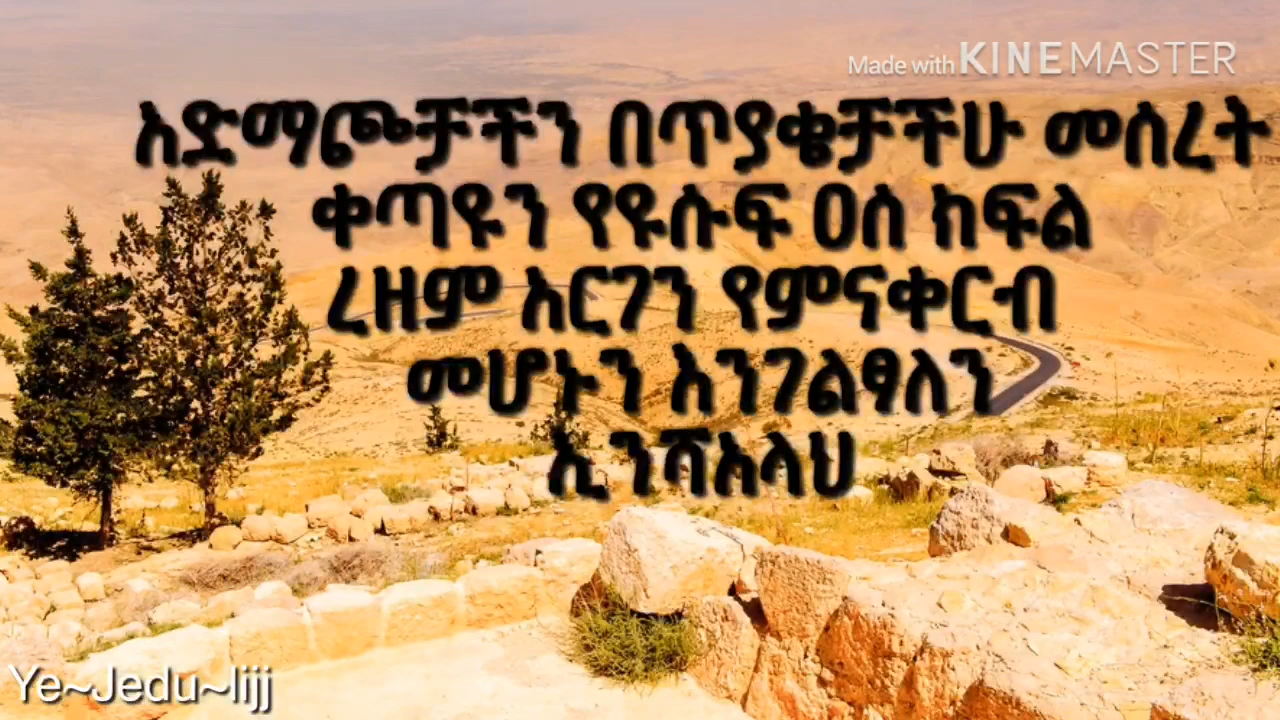 Made with KINEMASTER
አድማጮቻችን በጥያቄቻችሁ መሰረት
ቀጣዩን የዩሱፍ ዐሰ ክፍል
ረዘም አርገን የምናቀርብ
መሆኑን እንገልፃለን
ኢንሻአላህ
Ye~Jedu~lijj